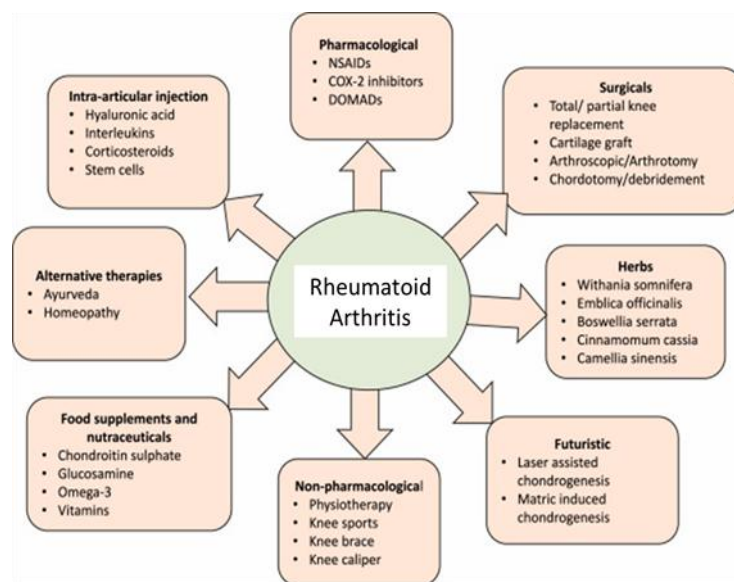 Pharmacological
• NSAIDs
• COX-2 inhibitors
• DOMADs
Surgicals
• Total/ partial knee
replacement
• Cartilage graft
• Arthroscopic/Arthrotomy
• Chordotomy/debridement
Herbs
• Withania somnifera
• Emblica officinalis
• Boswellia serrata
• Cinnamomum cassia
• Camellia sinensis
Futuristic
• Laser assisted
chondrogenesis
• Matric induced
chondrogenesis
Non-pharmacological
• Physiotherapy
• Knee sports
• Knee brace
• Knee caliper
Food supplements and
nutraceuticals
• Chondroitin sulphate
• Glucosamine
• Omega-3
• Vitamins
Alternative therapies
• Ayurveda
• Homeopathy
Intra-articular injection
• Hyaluronic acid
• Interleukins
• Corticosteroids
• Stem cells
Rheumatoid
Arthritis